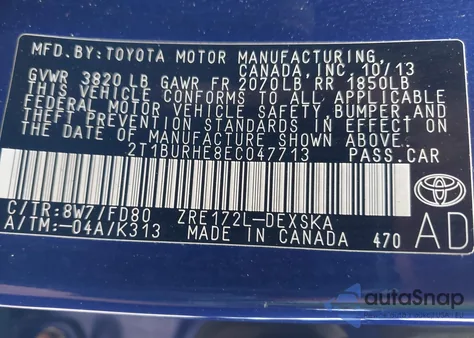 MFD.BY: TOYOTA MOTOR MANUFACTURING,
CANADA, INC. 10/13
GVWR 3820 LB GAWR FR 2070LB RR 1850LB
THIS VEHICLE CONFORMS TO ALL APPLICABLE
FEDERAL MOTOR VEHICLE SAFETY, BUMPER, AND
THEFT PREVENTION STANDARDS IN EFFECT ON
THE DATE OF MANUFACTURE SHOWN ABOVE.
2T1BURHE8EC047713 PASS.CAR
C/TR:8W7/FD80 ZRE172L-DEXSKA
A/TM:-04A/K313 MADE IN CANADA 470
TOYOTA
AD
autoSnap